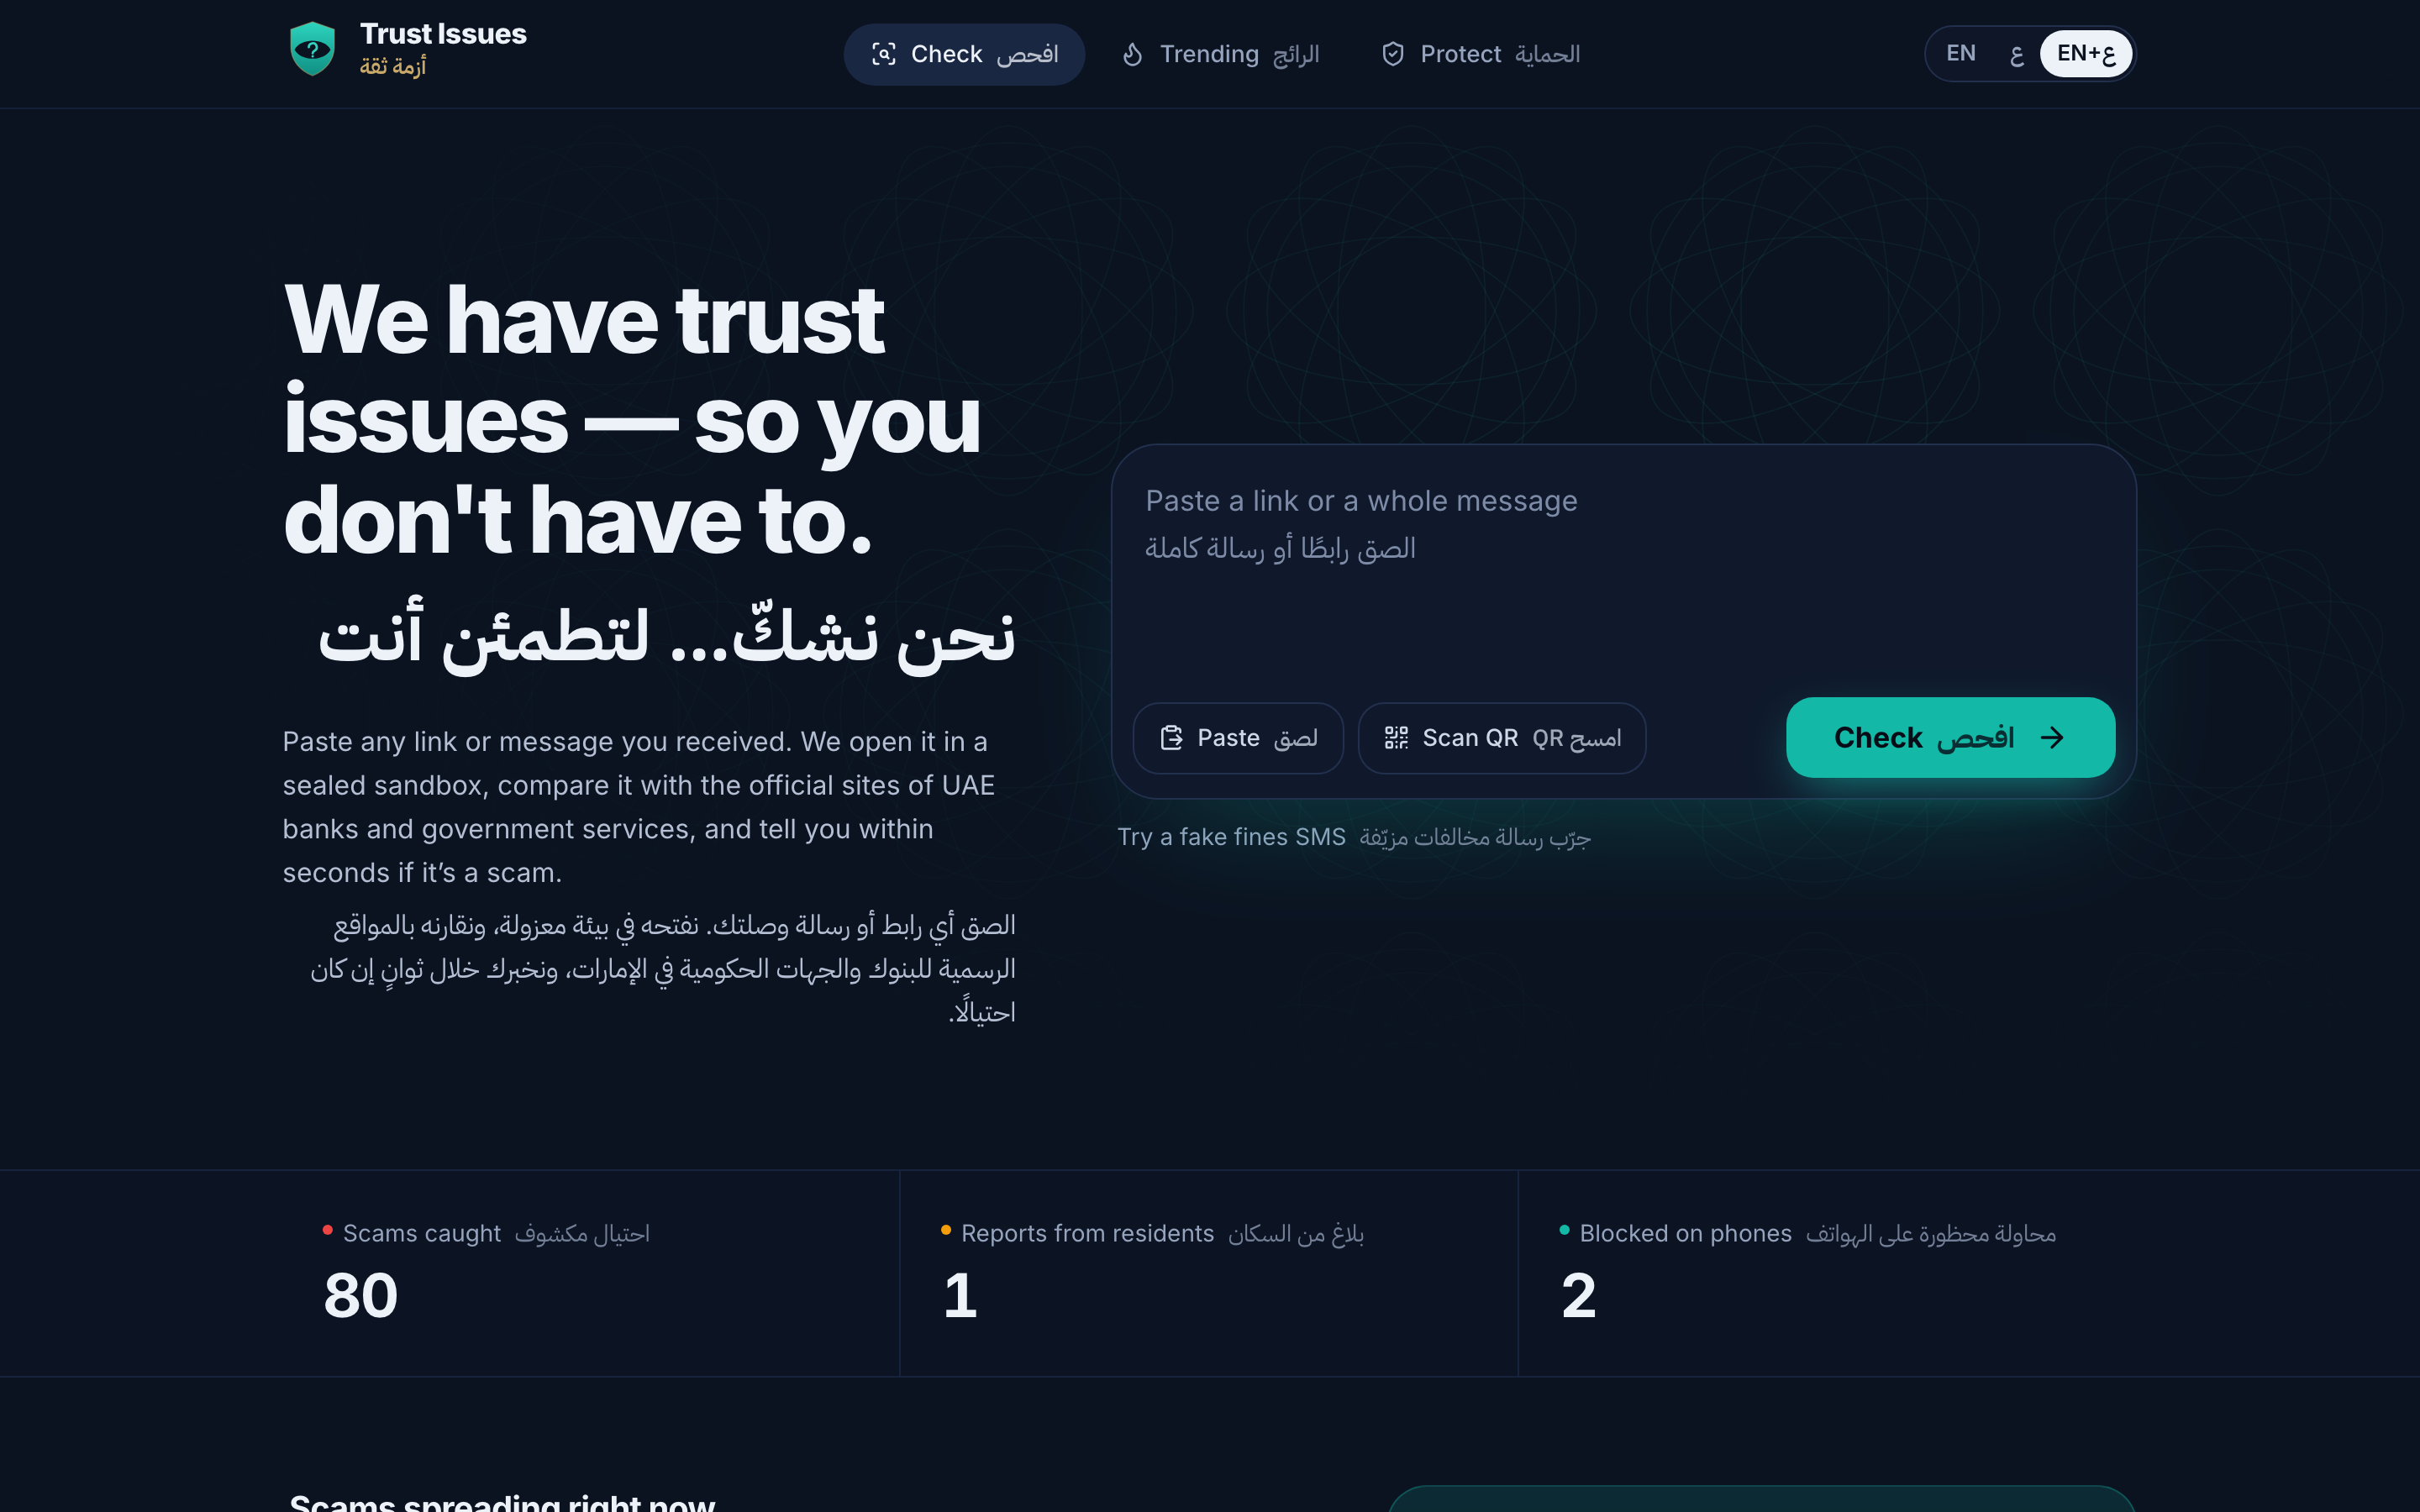 Trust Issues
أزمة ثقة
Check افحص
Trending الرائج
Protect الحماية
EN
ع
EN+ع
We have trust
issues — so you
don't have to.
نحن نشكّ... لتطمئن أنت
Paste any link or message you received. We open it in a
sealed sandbox, compare it with the official sites of UAE
banks and government services, and tell you within
seconds if it’s a scam.
الصق أي رابط أو رسالة وصلتك. نفتحه في بيئة معزولة، ونقارنه بالمواقع
الرسمية للبنوك والجهات الحكومية في الإمارات، ونخبرك خلال ثوانٍ إن كان
احتيالًا.
Paste a link or a whole message
الصق رابطًا أو رسالة كاملة
Paste لصق
Scan QR امسح QR
Check افحص
Try a fake fines SMS جرّب رسالة مخالفات مزيّفة
Scams caught احتيال مكشوف
80
Reports from residents بلاغ من السكان
1
Blocked on phones محاولة محظورة على الهواتف
2
Scams spreading right now